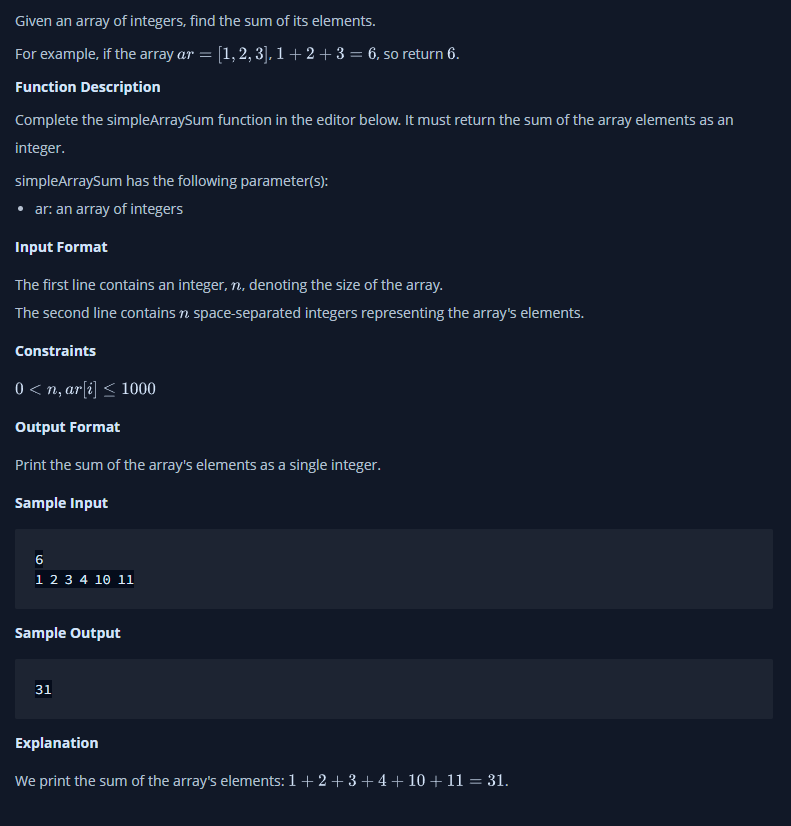 Given an array of integers, find the sum of its elements.
For example, if the array ar = [1, 2, 3], 1 + 2 + 3 = 6, so return 6.
Function Description
Complete the simpleArraySum function in the editor below. It must return the sum of the array elements as an
integer.
simpleArraySum has the following parameter(s):
• ar: an array of integers
Input Format
The first line contains an integer, n, denoting the size of the array.
The second line contains n space-separated integers representing the array's elements.
Constraints
0 < n, ar[i] ≤ 1000
Output Format
Print the sum of the array's elements as a single integer.
Sample Input
6
1 2 3 4 10 11
Sample Output
31
Explanation
We print the sum of the array's elements: 1 + 2 + 3 + 4 + 10 + 11 = 31.